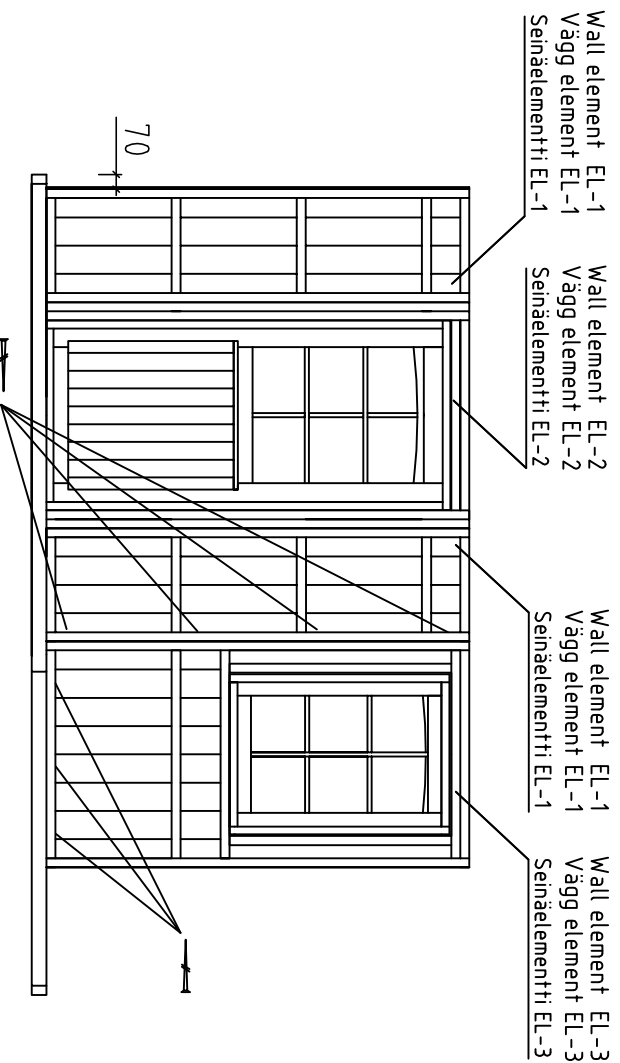 Wall element EL-1
Vägg element EL-1
Seinäelementti EL-1
Wall element EL-2
Vägg element EL-2
Seinäelementti EL-2
Wall element EL-1
Vägg element EL-1
Seinäelementti EL-1
Wall element EL-3
Vägg element EL-3
Seinäelementti EL-3
70